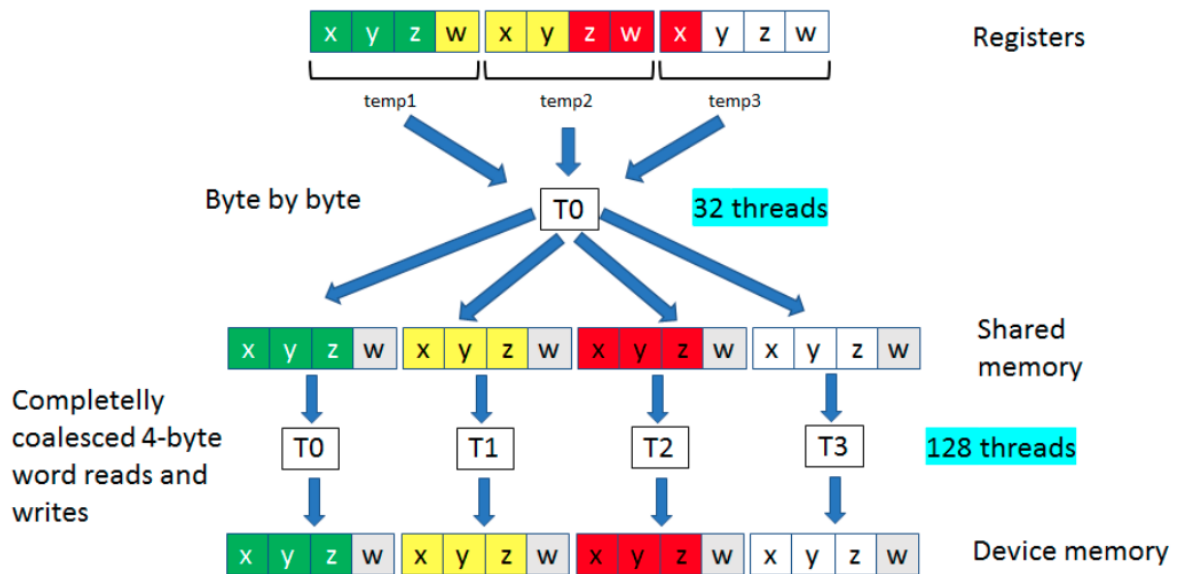 x y z w x y z w x y z w
Registers
temp1 temp2 temp3
Byte by byte
T0
32 threads
x y z w x y z w x y z w x y z w
Shared
memory
Completelly
coalesced 4-byte
word reads and
writes
T0 T1 T2 T3
128 threads
x y z w x y z w x y z w x y z w
Device memory